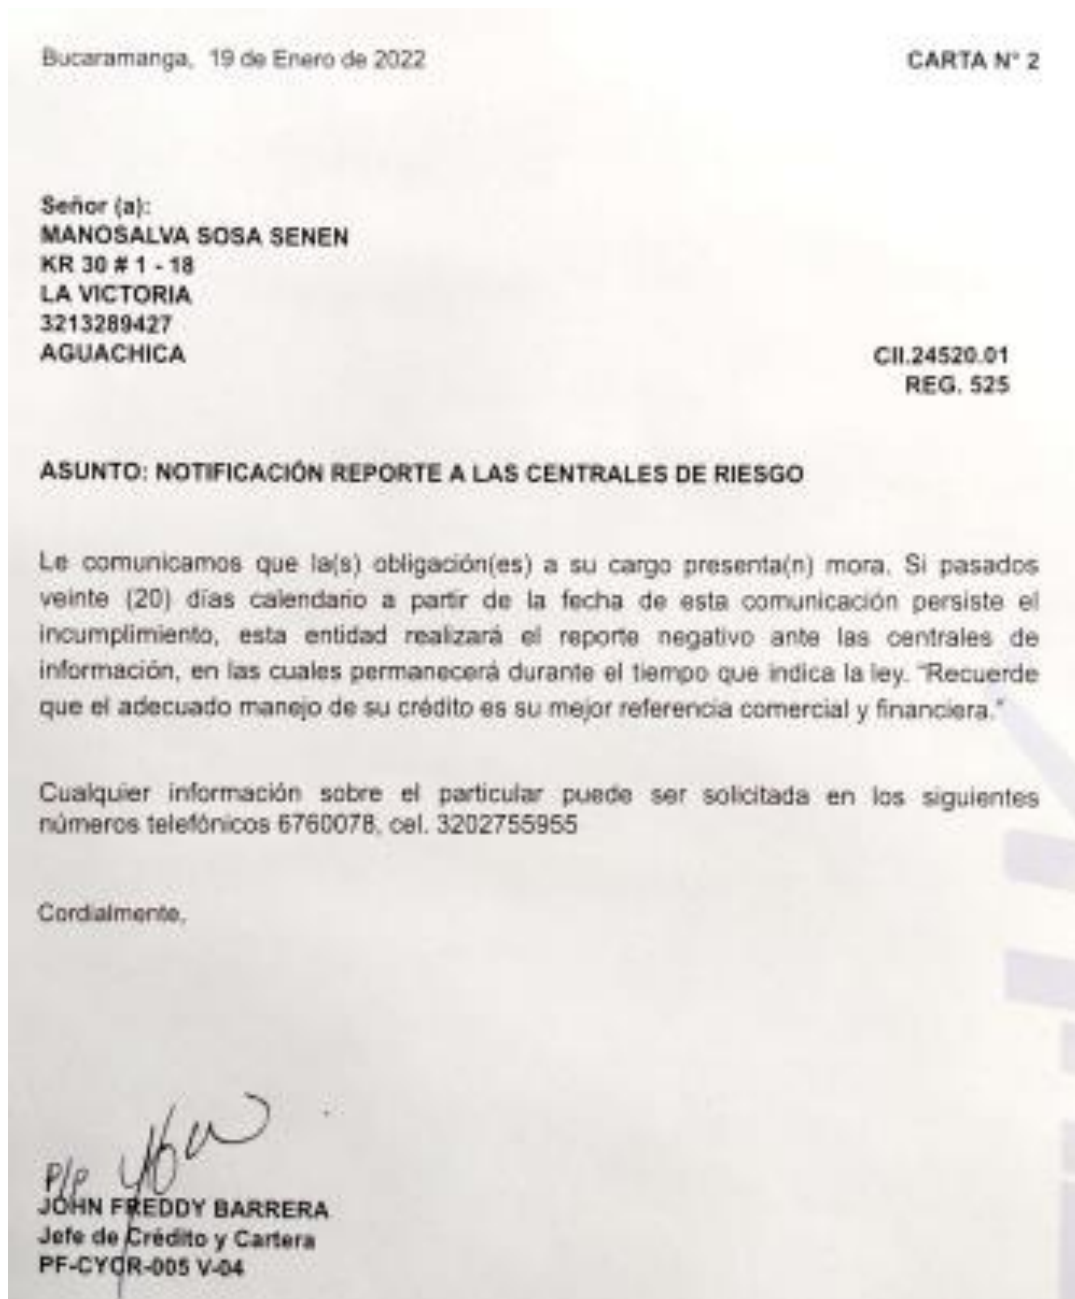 Bucaramanga, 19 de Enero de 2022
CARTA N° 2
Señor (a):
MANOSALVA SOSA SENEN
KR 30 # 1 - 18
LA VICTORIA
3213289427
AGUACHICA
CII.24520.01
REG. 525
ASUNTO: NOTIFICACIÓN REPORTE A LAS CENTRALES DE RIESGO
Le comunicamos que la(s) obligación(es) a su cargo presenta(n) mora. Si pasados
veinte (20) días calendario a partir de la fecha de esta comunicación persiste el
incumplimiento, esta entidad realizará el reporte negativo ante las centrales de
información, en las cuales permanecerá durante el tiempo que indica la ley. "Recuerde
que el adecuado manejo de su crédito es su mejor referencia comercial y financiera."
Cualquier información sobre el particular puede ser solicitada en los siguientes
números telefónicos 6760078, cel. 3202755955
Cordialmente,
P/P
JOHN FREDDY BARRERA
Jefe de Crédito y Cartera
PF-CYCR-005 V-04